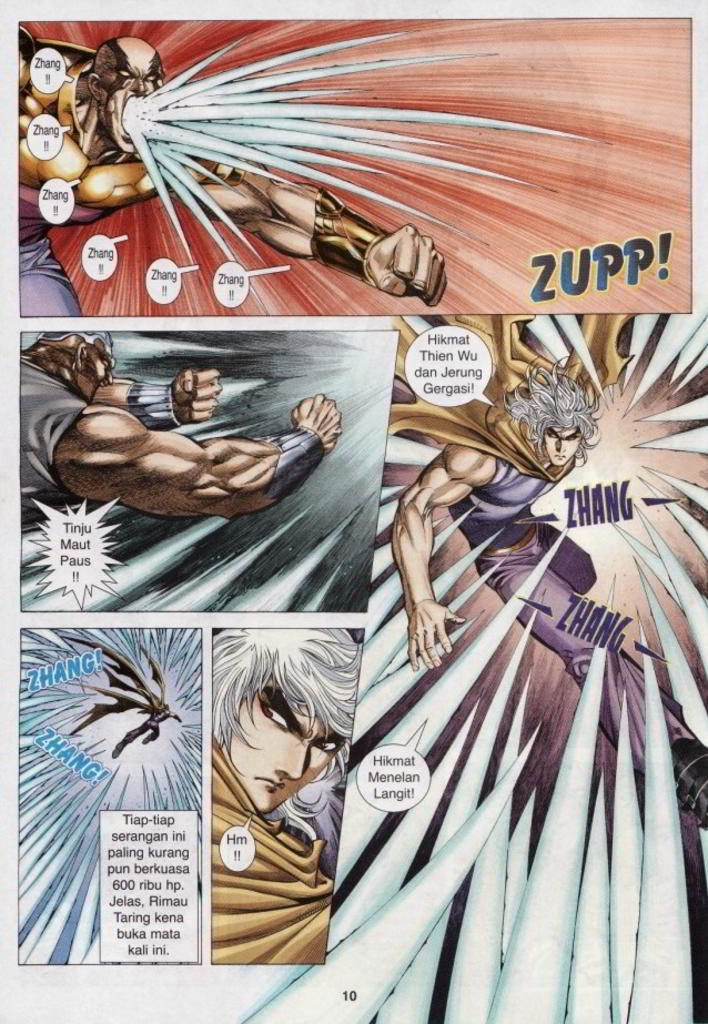 Zhang
!!
Zhang
!!
Zhang
!!
Zhang
!!
Zhang
!!
Zhang
!!
ZUPP!
Tinju
Maut
Paus
!!
Hikmat
Thien Wu
dan Jerung
Gergasi!
ZHANG
ZHANG
Hikmat
Menelan
Langit!
ZHANG!
ZHANG!
Tiap-tiap
serangan ini
paling kurang
pun berkuasa
600 ribu hp.
Jelas, Rimau
Taring kena
buka mata
kali ini.
Hm
!!
10